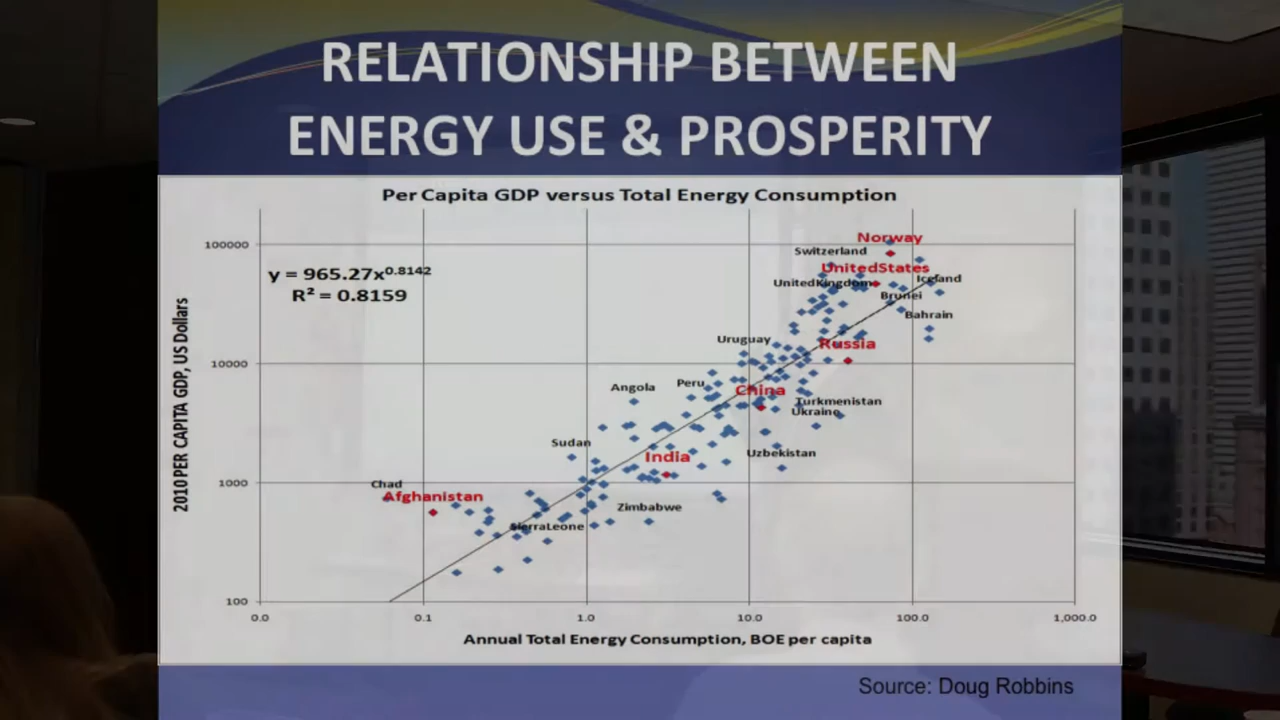 RELATIONSHIP BETWEEN
ENERGY USE & PROSPERITY
Per Capita GDP versus Total Energy Consumption
y = 965.27x^0.8142
R² = 0.8159
2010 PER CAPITA GDP, US Dollars
100000
10000
1000
100
Norway
Switzerland
UnitedStates
UnitedKingdom
Iceland
Brunei
Bahrain
Uruguay
Russia
Angola
Peru
China
Turkmenistan
Ukraine
Sudan
India
Uzbekistan
Chad
Afghanistan
Zimbabwe
SierraLeone
0.0
0.1
1.0
10.0
100.0
1,000.0
Annual Total Energy Consumption, BOE per capita
Source: Doug Robbins